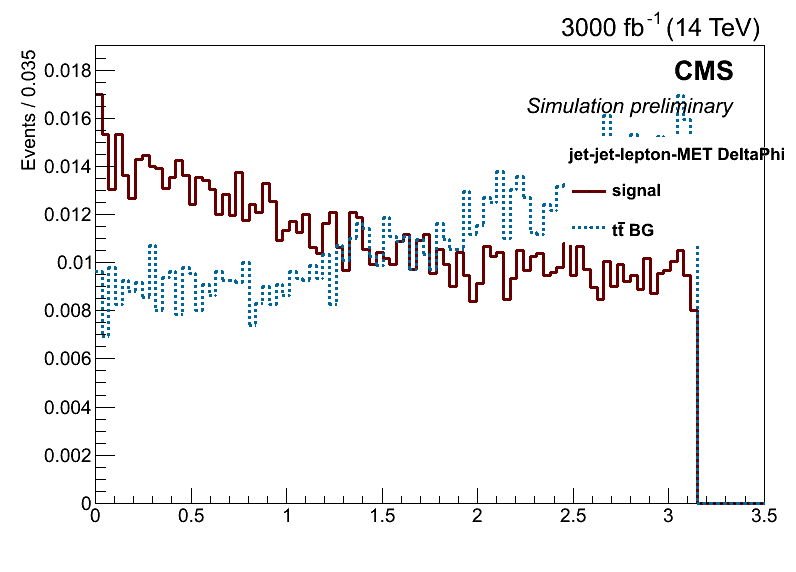 3000 fb⁻¹ (14 TeV)
CMS
Simulation preliminary
jet-jet-lepton-MET DeltaPhi
signal
tt̄ BG
Events / 0.035
0.018
0.016
0.014
0.012
0.01
0.008
0.006
0.004
0.002
0
0 0.5 1 1.5 2 2.5 3 3.5